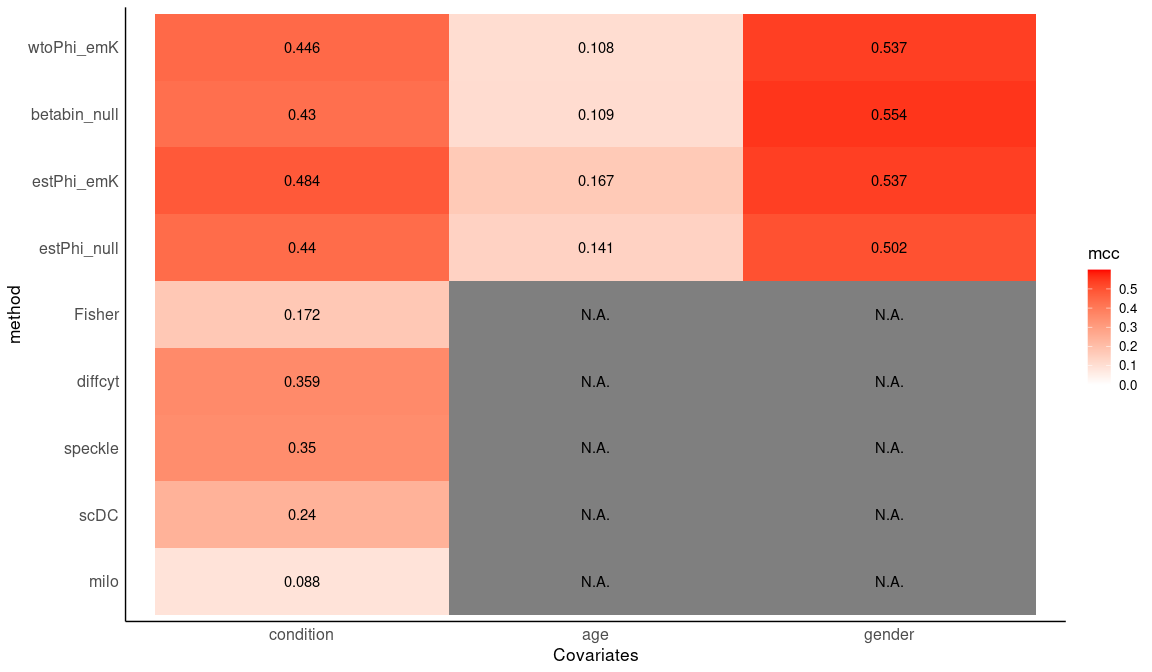 wtoPhi_emK 0.446 0.108 0.537
betabin_null 0.43 0.109 0.554
estPhi_emK 0.484 0.167 0.537
estPhi_null 0.44 0.141 0.502
Fisher 0.172 N.A. N.A.
diffcyt 0.359 N.A. N.A.
speckle 0.35 N.A. N.A.
scDC 0.24 N.A. N.A.
milo 0.088 N.A. N.A.
method
condition age gender
Covariates
mcc
0.5
0.4
0.3
0.2
0.1
0.0